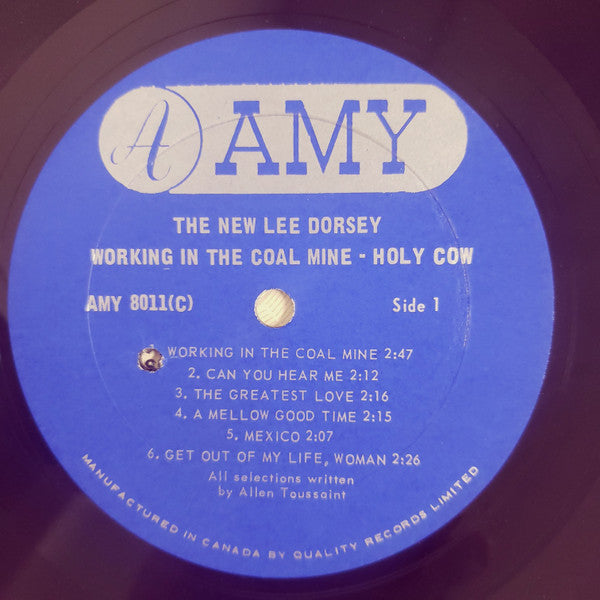 A AMY
THE NEW LEE DORSEY
WORKING IN THE COAL MINE - HOLY COW
AMY 8011(C)
Side 1
WORKING IN THE COAL MINE 2:47
2. CAN YOU HEAR ME 2:12
3. THE GREATEST LOVE 2:16
4. A MELLOW GOOD TIME 2:15
5. MEXICO 2:07
6. GET OUT OF MY LIFE, WOMAN 2:26
All selections written
by Allen Toussaint
MANUFACTURED IN CANADA BY QUALITY RECORDS LIMITED